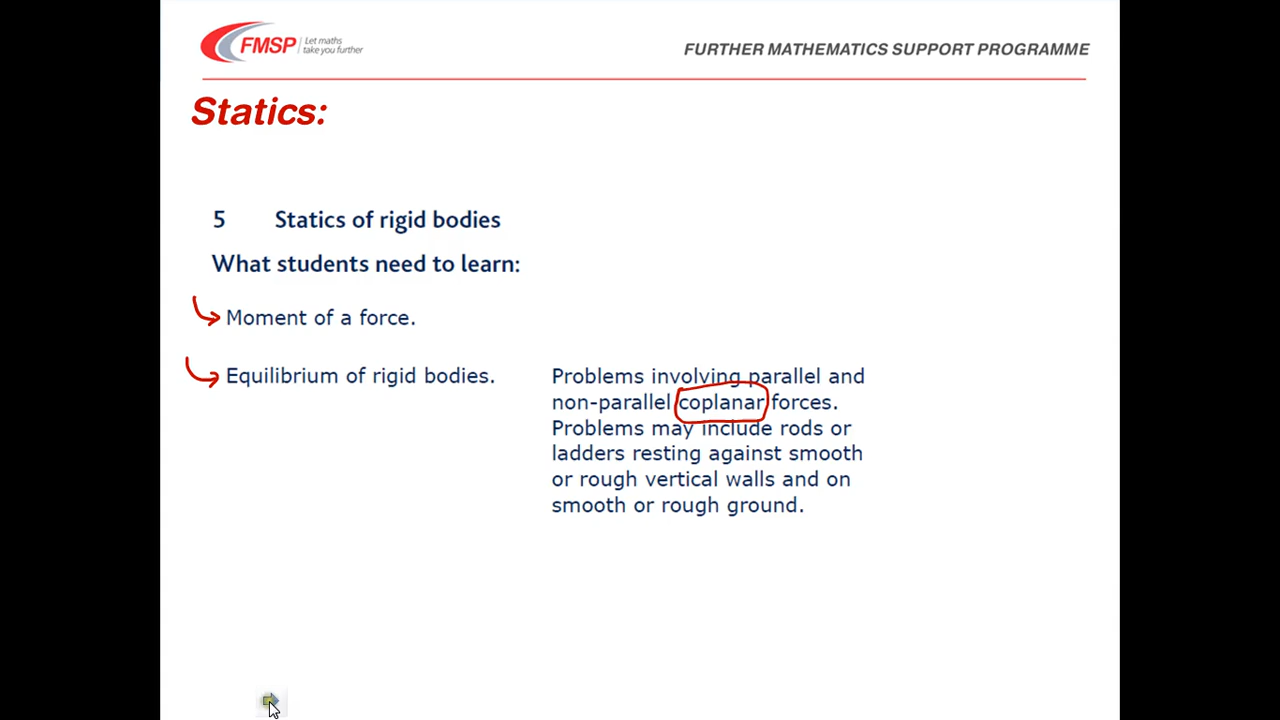 FMSP Let maths
take you further
FURTHER MATHEMATICS SUPPORT PROGRAMME
Statics:
5 Statics of rigid bodies
What students need to learn:
Moment of a force.
Equilibrium of rigid bodies.
Problems involving parallel and
non-parallel coplanar forces.
Problems may include rods or
ladders resting against smooth
or rough vertical walls and on
smooth or rough ground.